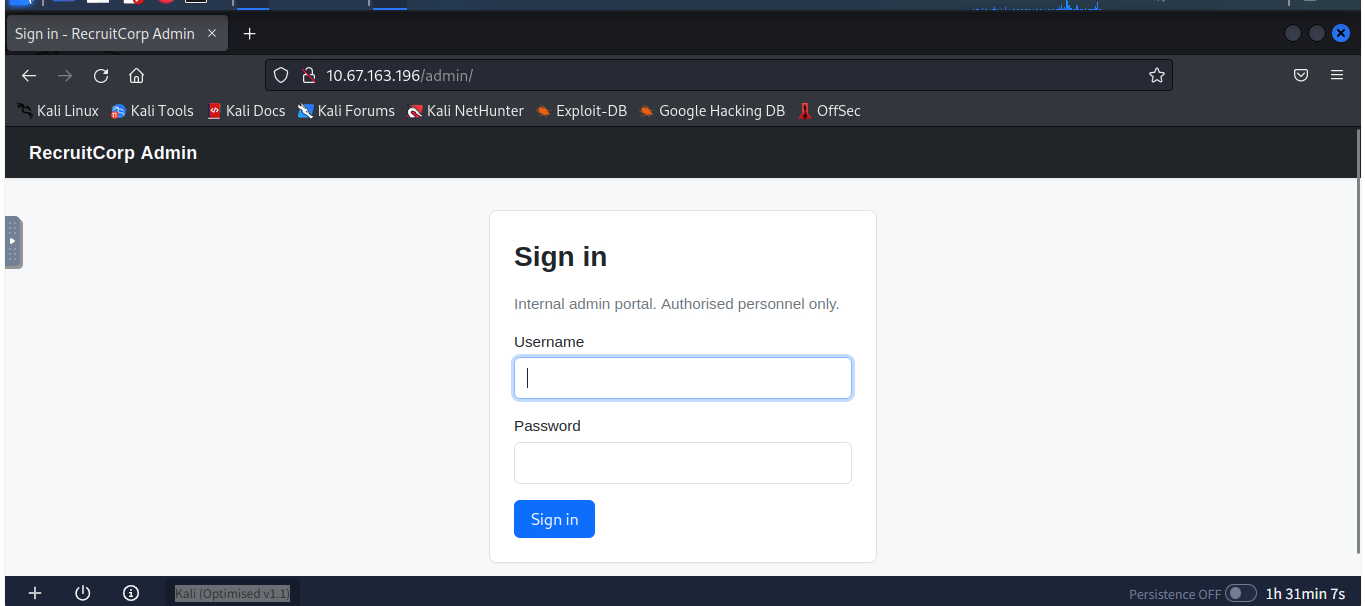 Sign in - RecruitCorp Admin
10.67.163.196/admin/
Kali Linux Kali Tools Kali Docs Kali Forums Kali NetHunter Exploit-DB Google Hacking DB OffSec
RecruitCorp Admin
Sign in
Internal admin portal. Authorised personnel only.
Username
Password
Sign in
Kali (Optimised v1.1) Persistence OFF 1h 31min 7s